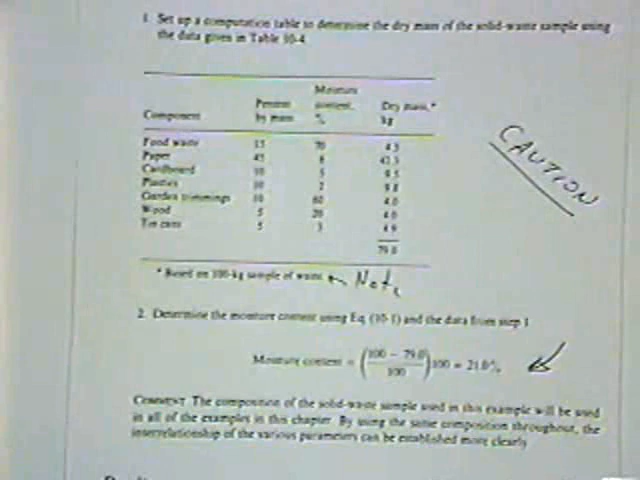 1. Set up a computation table to determine the dry mass of the solid-waste sample using
the data given in Table 10-4.
Moisture
Percent content, Dry mass,*
Component by mass % kg
Food waste 15 70 4.5
Paper 45 6 42.3
Cardboard 10 5 9.5
Plastics 10 2 9.8
Garden trimmings 10 60 4.0
Wood 5 20 4.0
Tin cans 5 3 4.9
79.0
* Based on 100-kg sample of waste Note
CAUTION
2. Determine the moisture content using Eq. (10-1) and the data from step 1.
Moisture content = (100 − 79.0 / 100) 100 = 21.0%
COMMENT The composition of the solid-waste sample used in this example will be used
in all of the examples in this chapter. By using the same composition throughout, the
interrelationship of the various parameters can be established more clearly.